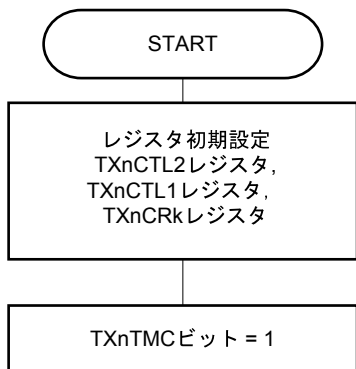 START
レジスタ初期設定
TXnCTL2レジスタ,
TXnCTL1レジスタ,
TXnCRkレジスタ
TXnTMCビット = 1